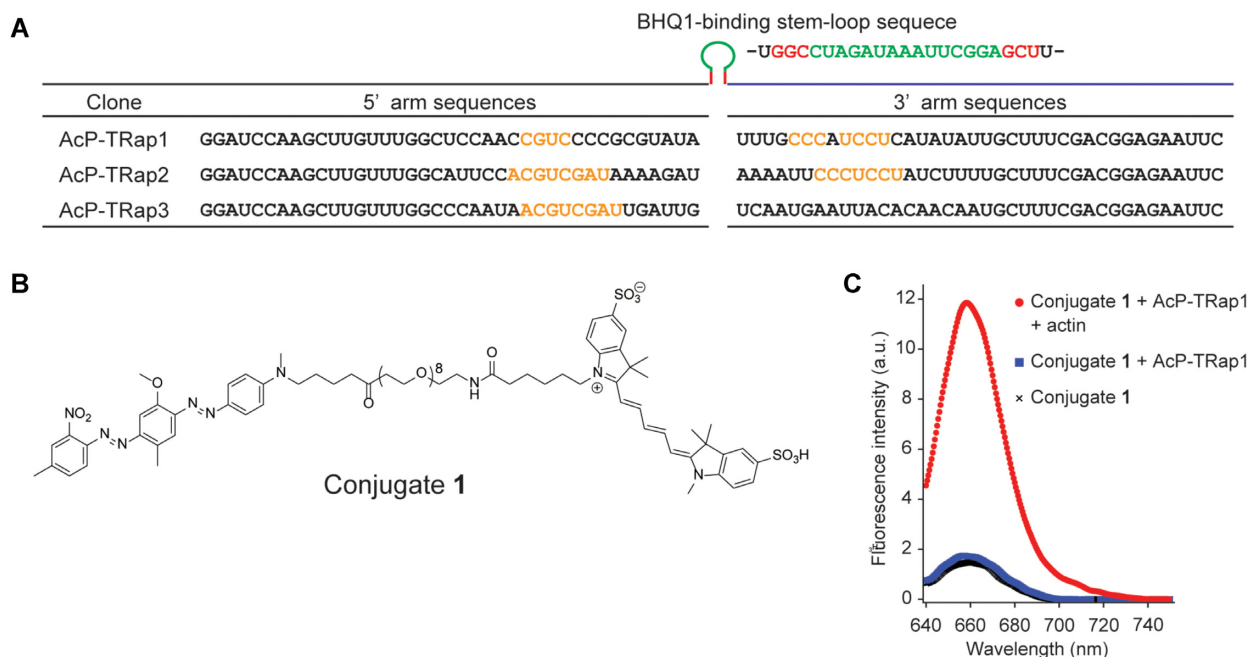 A
BHQ1-binding stem-loop sequece
–UGGCCUAGAUAAAUUCGGAGCUU–
Clone 5' arm sequences 3' arm sequences
AcP-TRap1 GGAUCCAAGCUUGUUUGGCUCCAACCGUCCCCGCGUAUA UUUGCCCAUCCUCAUAUAUUGCUUUCGACGGAGAAUUC
AcP-TRap2 GGAUCCAAGCUUGUUUGGCAUUCCACGUCGAUAAAAGAU AAAAUUCCCUCCUAUCUUUUGCUUUCGACGGAGAAUUC
AcP-TRap3 GGAUCCAAGCUUGUUUGGCCCAAUAACGUCGAUUGAUUG UCAAUGAAUUACACAACAAUGCUUUCGACGGAGAAUUC
B
SO3 ⊖
O
8
O
N
O
N
H
N
⊕
O
N
N
NO2
N
N
SO3H
N
Conjugate 1
C
12
10
8
6
4
2
0
Fluorescence intensity (a.u.)
Conjugate 1 + AcP-TRap1
+ actin
Conjugate 1 + AcP-TRap1
× Conjugate 1
640 660 680 700 720 740
Wavelength (nm)